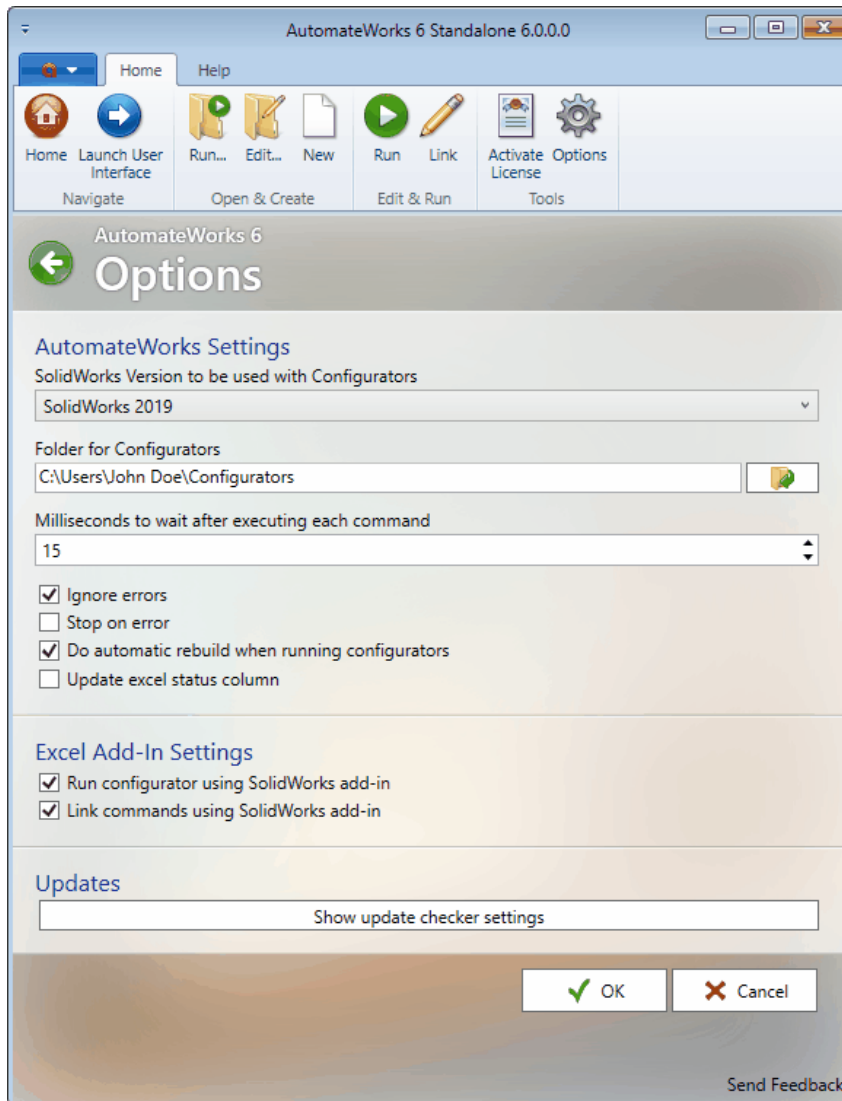 AutomateWorks 6 Standalone 6.0.0.0
Home Help
Home Launch User Interface Run... Edit... New Run Link Activate License Options
Navigate Open & Create Edit & Run Tools
AutomateWorks 6
Options
AutomateWorks Settings
SolidWorks Version to be used with Configurators
SolidWorks 2019
Folder for Configurators
C:\Users\John Doe\Configurators
Milliseconds to wait after executing each command
15
Ignore errors
Stop on error
Do automatic rebuild when running configurators
Update excel status column
Excel Add-In Settings
Run configurator using SolidWorks add-in
Link commands using SolidWorks add-in
Updates
Show update checker settings
OK Cancel
Send Feedback